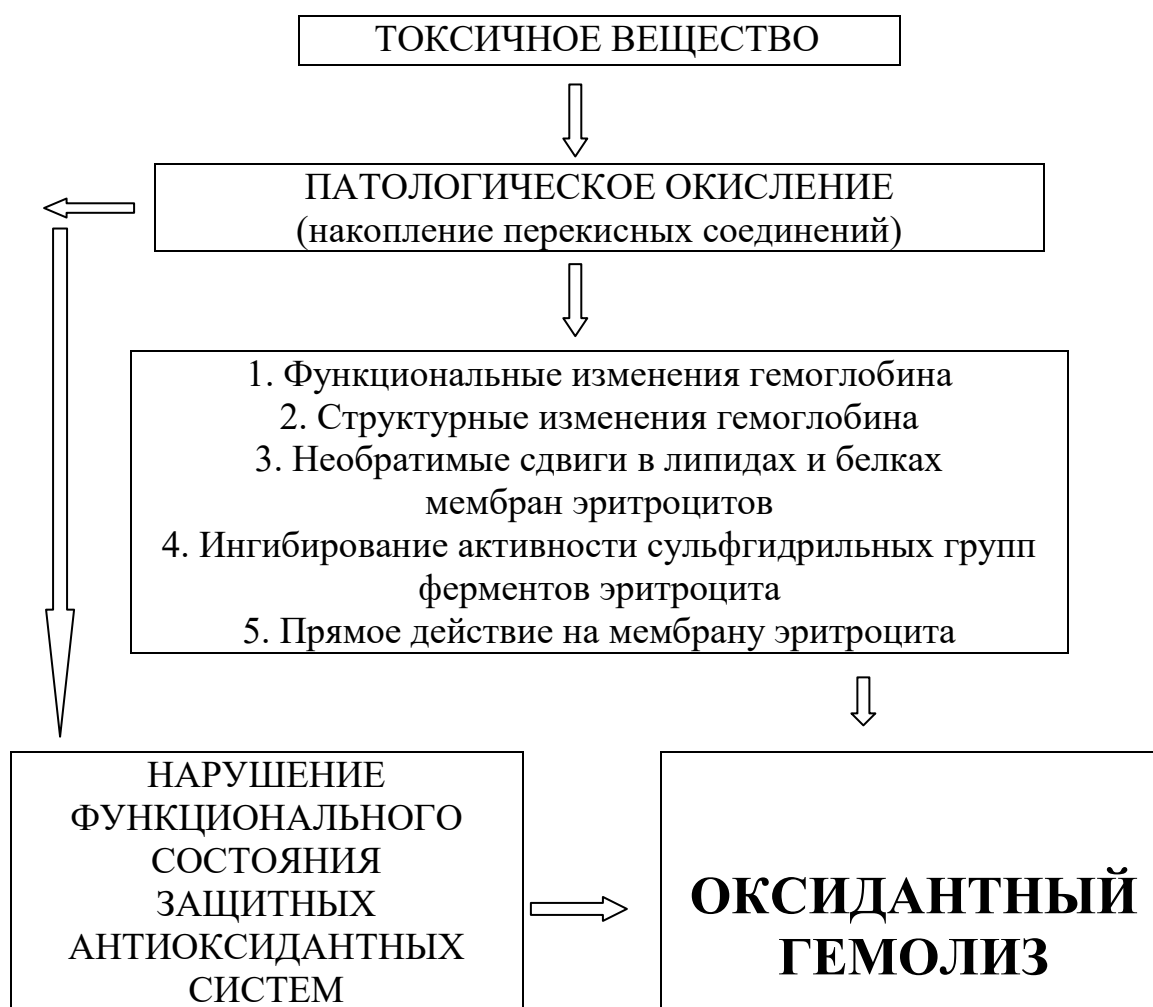 ТОКСИЧНОЕ ВЕЩЕСТВО
ПАТОЛОГИЧЕСКОЕ ОКИСЛЕНИЕ
(накопление перекисных соединений)
1. Функциональные изменения гемоглобина
2. Структурные изменения гемоглобина
3. Необратимые сдвиги в липидах и белках
мембран эритроцитов
4. Ингибирование активности сульфгидрильных групп
ферментов эритроцита
5. Прямое действие на мембрану эритроцита
НАРУШЕНИЕ
ФУНКЦИОНАЛЬНОГО
СОСТОЯНИЯ
ЗАЩИТНЫХ
АНТИОКСИДАНТНЫХ
СИСТЕМ
ОКСИДАНТНЫЙ
ГЕМОЛИЗ